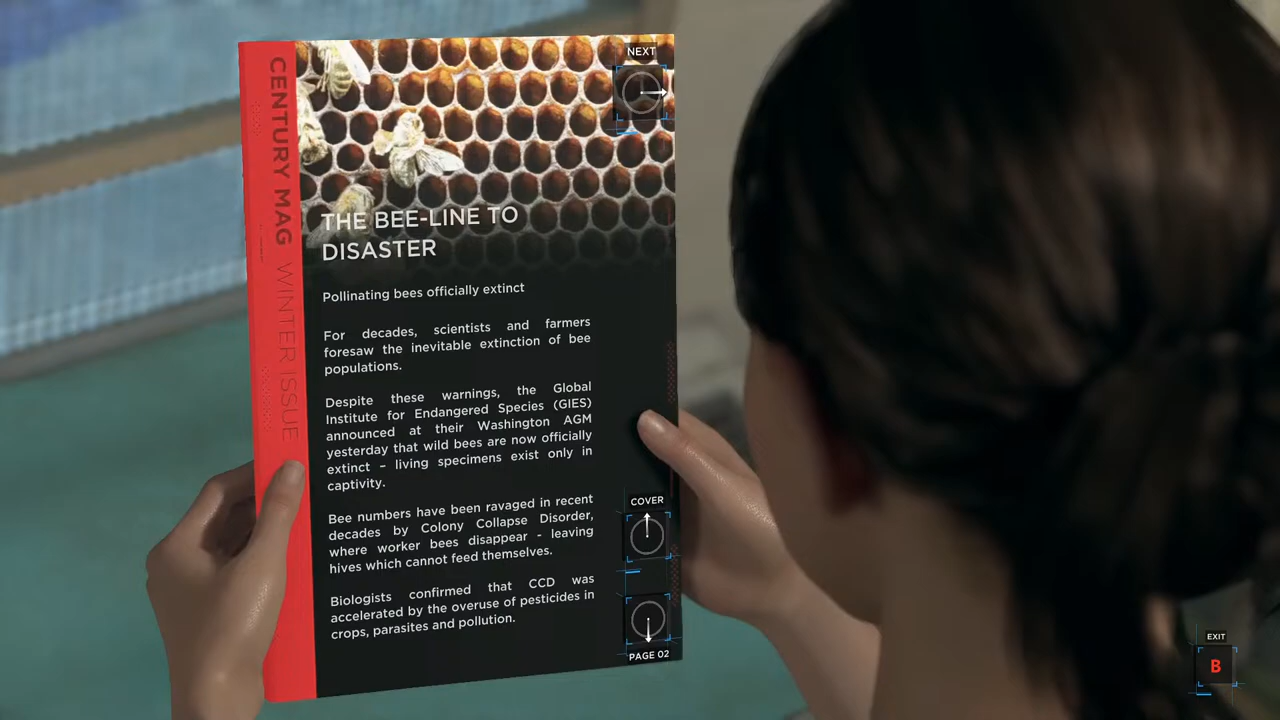 NEXT
CENTURY MAG WINTER ISSUE
THE BEE-LINE TO
DISASTER
Pollinating bees officially extinct
For decades, scientists and farmers
foresaw the inevitable extinction of bee
populations.
Despite these warnings, the Global
Institute for Endangered Species (GIES)
announced at their Washington AGM
yesterday that wild bees are now officially
extinct – living specimens exist only in
captivity.
Bee numbers have been ravaged in recent
decades by Colony Collapse Disorder,
where worker bees disappear - leaving
hives which cannot feed themselves.
Biologists confirmed that CCD was
accelerated by the overuse of pesticides in
crops, parasites and pollution.
COVER
PAGE 02
EXIT
B